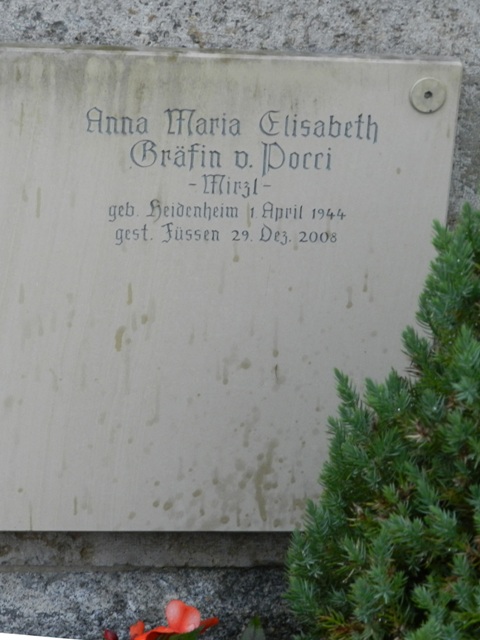 Anna Maria Elisabeth
Gräfin v. Pocci
- Mirzl -
geb. Heidenheim 1 April 1944
gest. Füssen 29. Dez. 2008